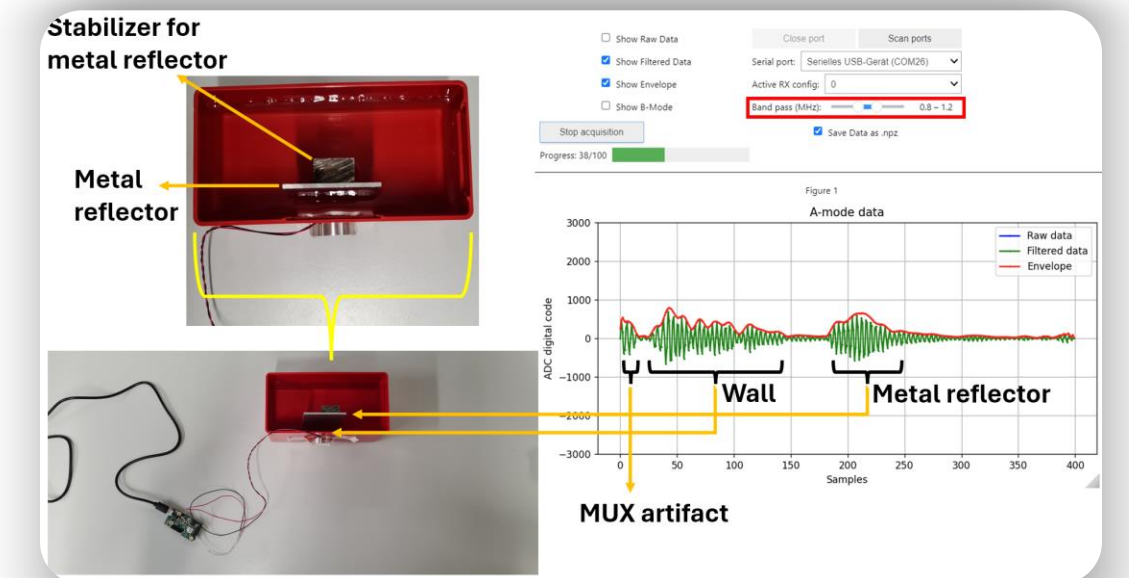 Stabilizer for
metal reflector
Metal
reflector
Show Raw Data
Show Filtered Data
Show Envelope
Show B-Mode
Close port
Scan ports
Serial port: Serielles USB-Gerät (COM26)
Active RX config: 0
Band pass (MHz): 0.8 – 1.2
Save Data as .npz
Stop acquisition
Progress: 38/100
Figure 1
A-mode data
Raw data
Filtered data
Envelope
ADC digital code
3000
2000
1000
0
−1000
−2000
−3000
Wall
Metal reflector
0 50 100 150 200 250 300 350 400
Samples
MUX artifact